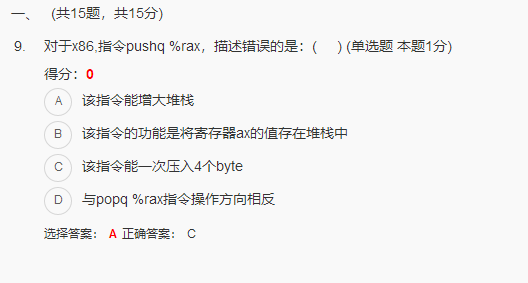 一、 (共15题，共15分)
9. 对于x86,指令pushq %rax，描述错误的是：( ) (单选题 本题1分)
得分：0
A 该指令能增大堆栈
B 该指令的功能是将寄存器ax的值存在堆栈中
C 该指令能一次压入4个byte
D 与popq %rax指令操作方向相反
选择答案： A 正确答案： C